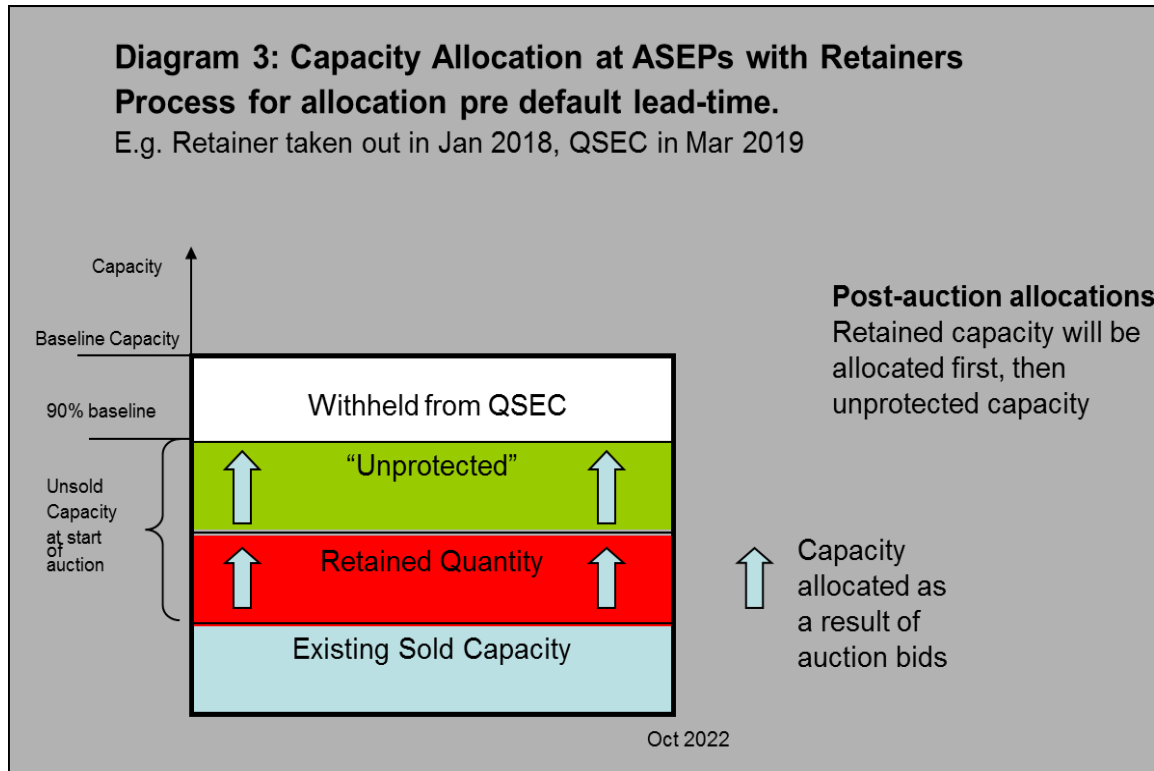 Diagram 3: Capacity Allocation at ASEPs with Retainers
Process for allocation pre default lead-time.
E.g. Retainer taken out in Jan 2018, QSEC in Mar 2019
Capacity
Baseline Capacity
90% baseline
Unsold
Capacity
at start
of
auction
Withheld from QSEC
“Unprotected”
Retained Quantity
Existing Sold Capacity
Oct 2022
Post-auction allocations
Retained capacity will be
allocated first, then
unprotected capacity
Capacity
allocated as
a result of
auction bids